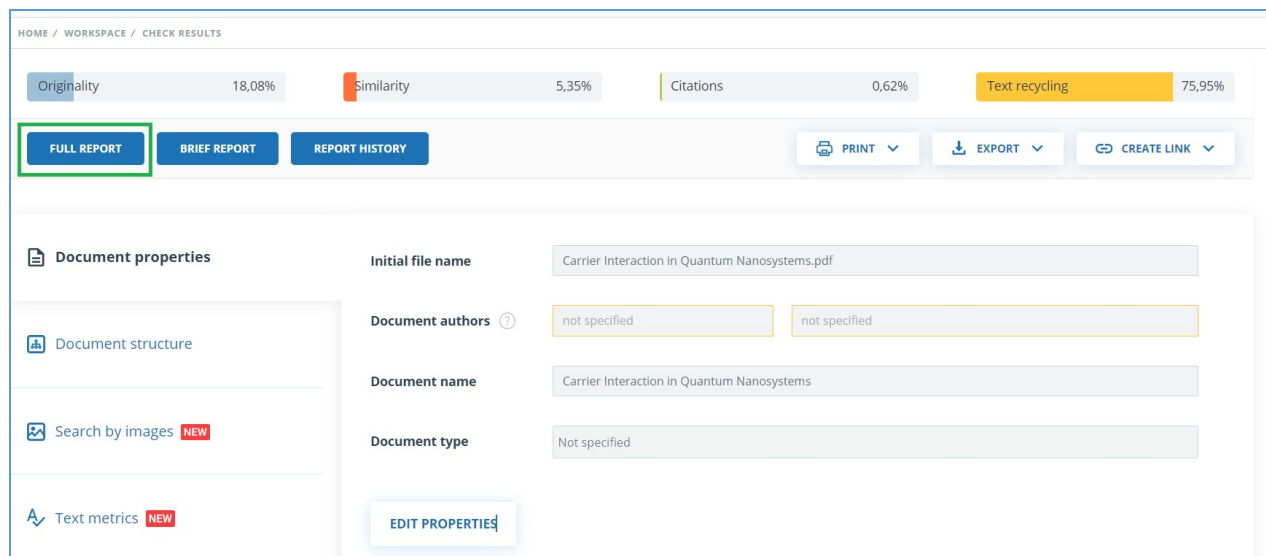 HOME / WORKSPACE / CHECK RESULTS
Originality 18,08% Similarity 5,35% Citations 0,62% Text recycling 75,95%
FULL REPORT BRIEF REPORT REPORT HISTORY PRINT EXPORT CREATE LINK
Document properties
Initial file name Carrier Interaction in Quantum Nanosystems.pdf
Document authors ? not specified not specified
Document structure
Document name Carrier Interaction in Quantum Nanosystems
Search by images NEW
Document type Not specified
Text metrics NEW
EDIT PROPERTIES